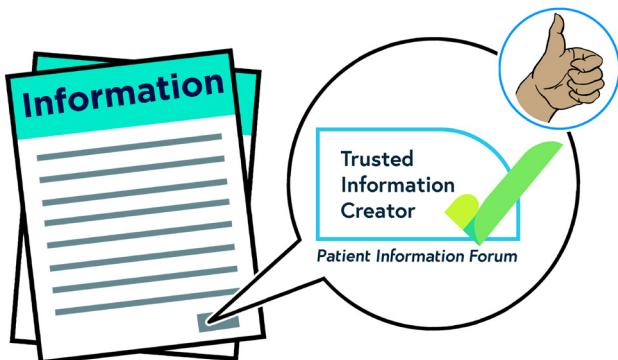 Information
Trusted
Information
Creator
Patient Information Forum